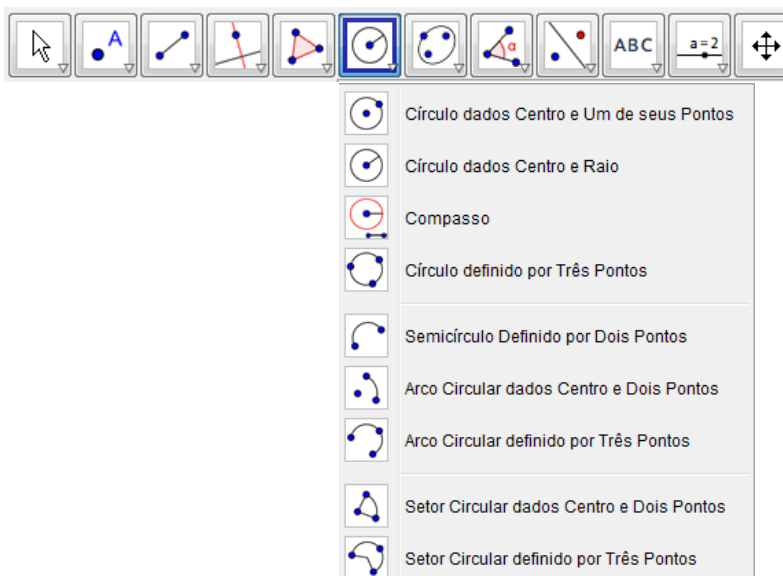 A
α
ABC
a=2
Círculo dados Centro e Um de seus Pontos
Círculo dados Centro e Raio
Compasso
Círculo definido por Três Pontos
Semicírculo Definido por Dois Pontos
Arco Circular dados Centro e Dois Pontos
Arco Circular definido por Três Pontos
Setor Circular dados Centro e Dois Pontos
Setor Circular definido por Três Pontos